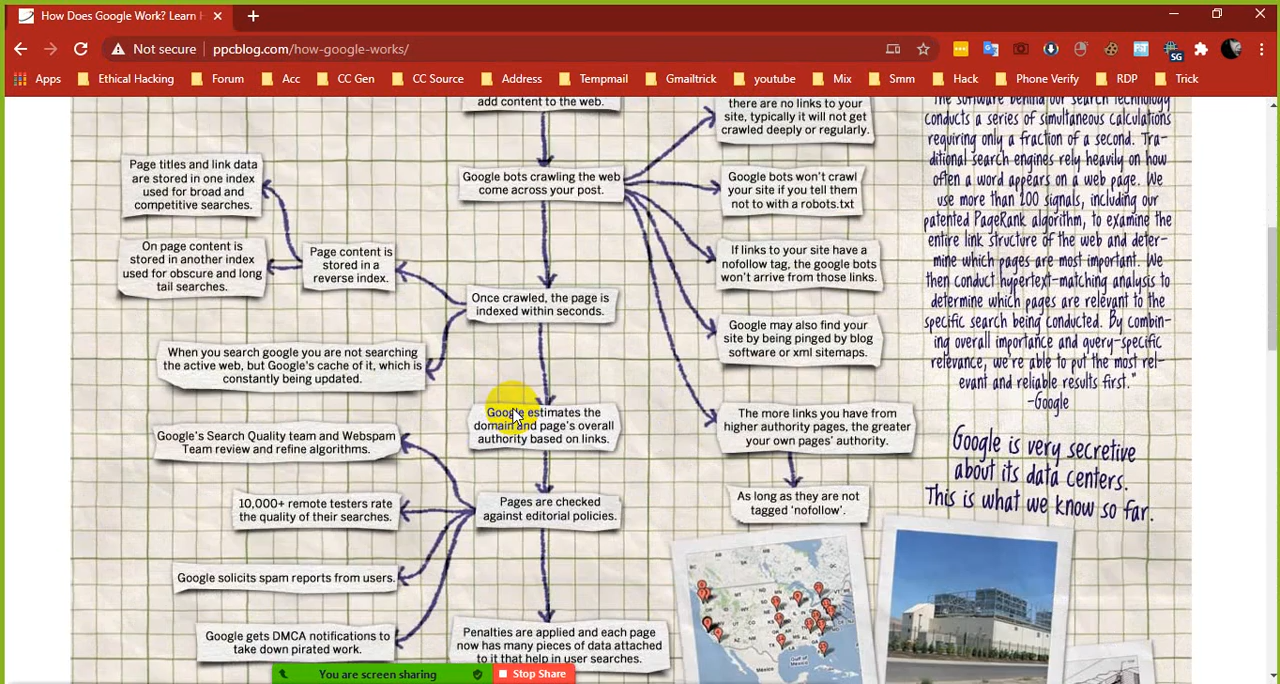 How Does Google Work? Learn H
Not secure
ppcblog.com/how-google-works/
SG
Apps
Ethical Hacking
Forum
Acc
CC Gen
CC Source
Address
Tempmail
Gmailtrick
youtube
Mix
Smm
Hack
Phone Verify
RDP
Trick
add content to the web.
Google bots crawling the web
come across your post.
Once crawled, the page is
indexed within seconds.
Google estimates the
domain and page's overall
authority based on links.
Pages are checked
against editorial policies.
Penalties are applied and each page
now has many pieces of data attached
to it that help in user searches.
Page titles and link data
are stored in one index
used for broad and
competitive searches.
On page content is
stored in another index
used for obscure and long
tail searches.
Page content is
stored in a
reverse index.
When you search google you are not searching
the active web, but Google's cache of it, which is
constantly being updated.
Google's Search Quality team and Webspam
Team review and refine algorithms.
10,000+ remote testers rate
the quality of their searches.
Google solicits spam reports from users.
Google gets DMCA notifications to
take down pirated work.
there are no links to your
site, typically it will not get
crawled deeply or regularly.
Google bots won't crawl
your site if you tell them
not to with a robots.txt
If links to your site have a
nofollow tag, the google bots
won't arrive from those links.
Google may also find your
site by being pinged by blog
software or xml sitemaps.
The more links you have from
higher authority pages, the greater
your own pages' authority.
As long as they are not
tagged 'nofollow'.
"The software behind our search technology
conducts a series of simultaneous calculations
requiring only a fraction of a second. Tra-
ditional search engines rely heavily on how
often a word appears on a web page. We
use more than 200 signals, including our
patented PageRank algorithm, to examine the
entire link structure of the web and deter-
mine which pages are most important. We
then conduct hypertext-matching analysis to
determine which pages are relevant to the
specific search being conducted. By combin-
ing overall importance and query-specific
relevance, we're able to put the most rel-
evant and reliable results first."
-Google
Google is very secretive
about its data centers.
This is what we know so far.
You are screen sharing
Stop Share